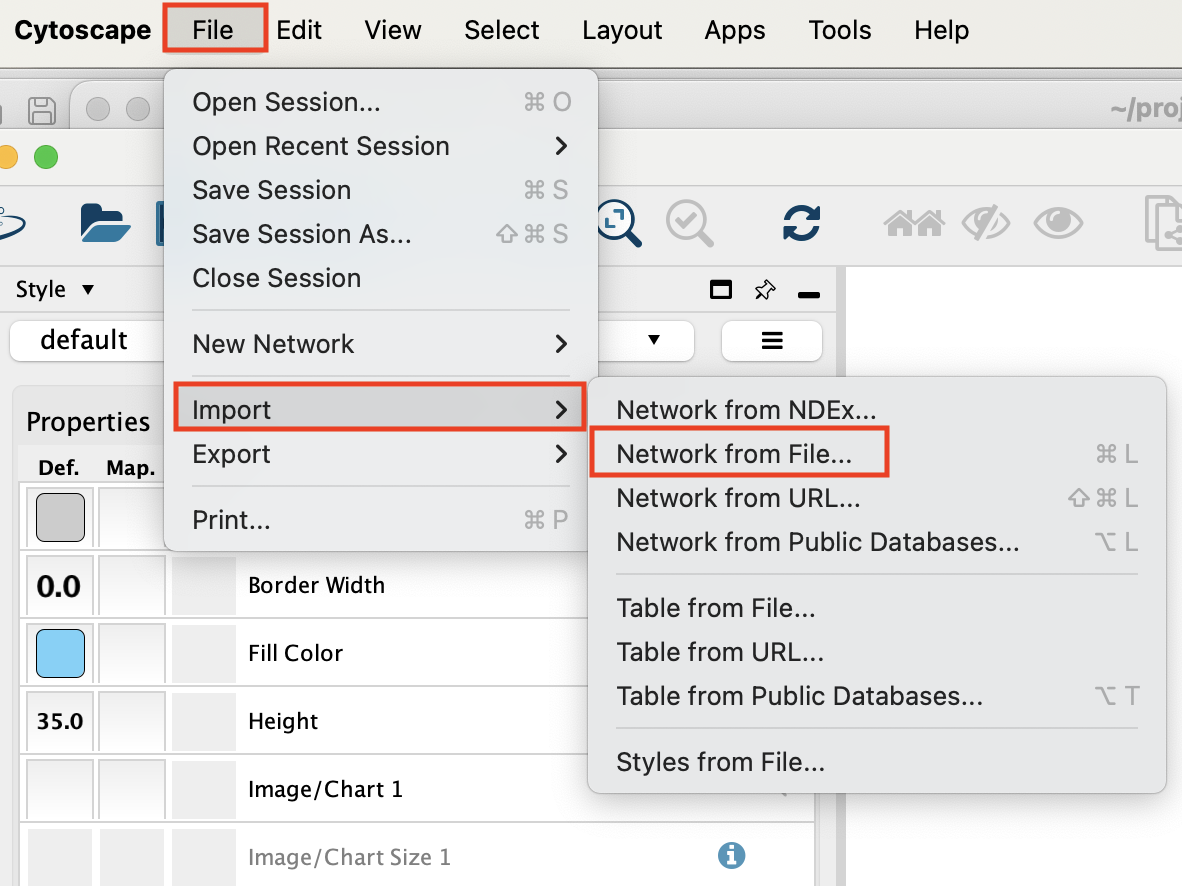 Cytoscape File Edit View Select Layout Apps Tools Help
~/proj
Open Session... ⌘ O
Open Recent Session
Save Session ⌘ S
Save Session As... ⇧ ⌘ S
Close Session
New Network
Import
Export
Print... ⌘ P
Network from NDEx...
Network from File... ⌘ L
Network from URL... ⇧ ⌘ L
Network from Public Databases... ⌥ L
Table from File...
Table from URL...
Table from Public Databases... ⌥ T
Styles from File...
Style
default
Properties
Def. Map.
0.0 Border Width
Fill Color
35.0 Height
Image/Chart 1
Image/Chart Size 1